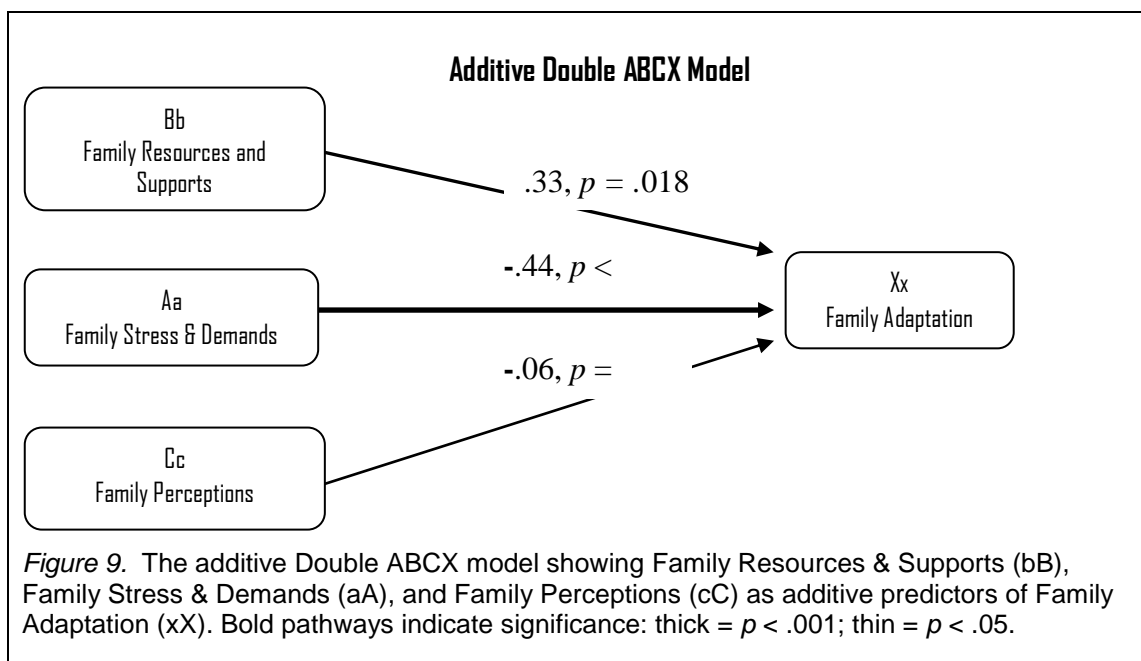 Additive Double ABCX Model
Bb
Family Resources and
Supports
.33, p = .018
-.44, p <
Aa
Family Stress & Demands
Xx
Family Adaptation
-.06, p =
Cc
Family Perceptions
Figure 9. The additive Double ABCX model showing Family Resources & Supports (bB),
Family Stress & Demands (aA), and Family Perceptions (cC) as additive predictors of Family
Adaptation (xX). Bold pathways indicate significance: thick = p < .001; thin = p < .05.